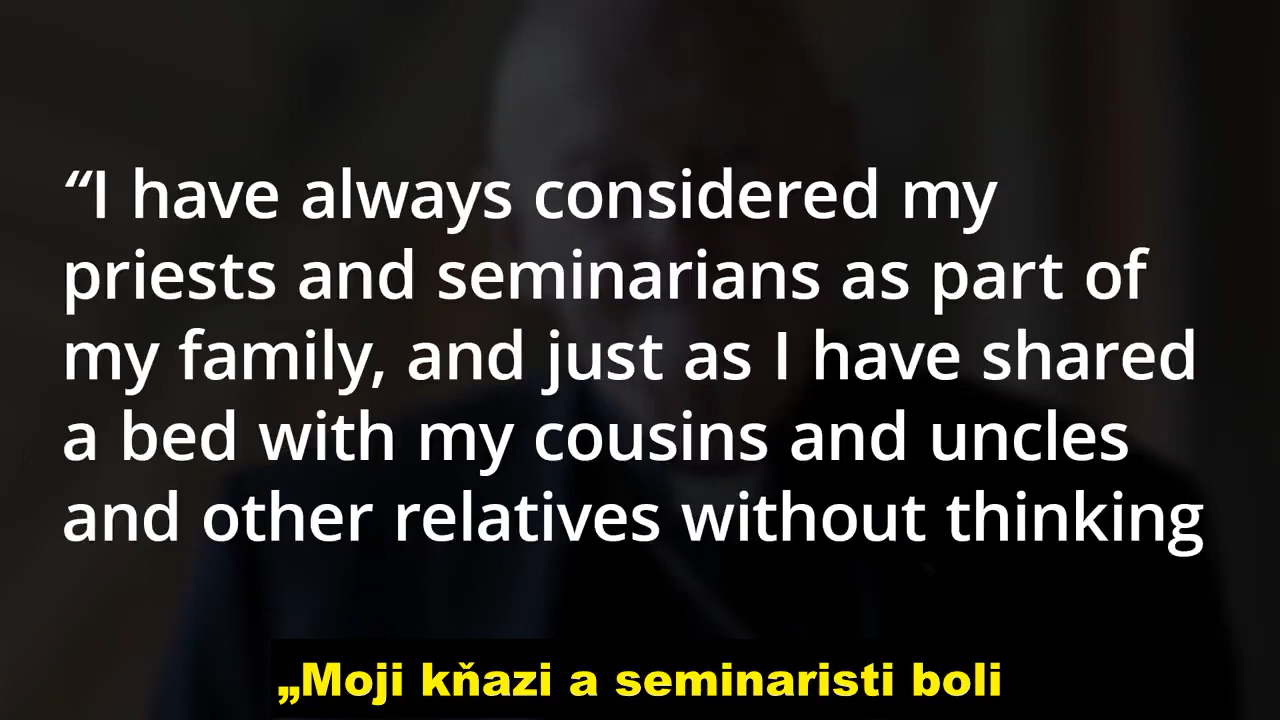 “I have always considered my
priests and seminarians as part of
my family, and just as I have shared
a bed with my cousins and uncles
and other relatives without thinking
„Moji kňazi a seminaristi boli